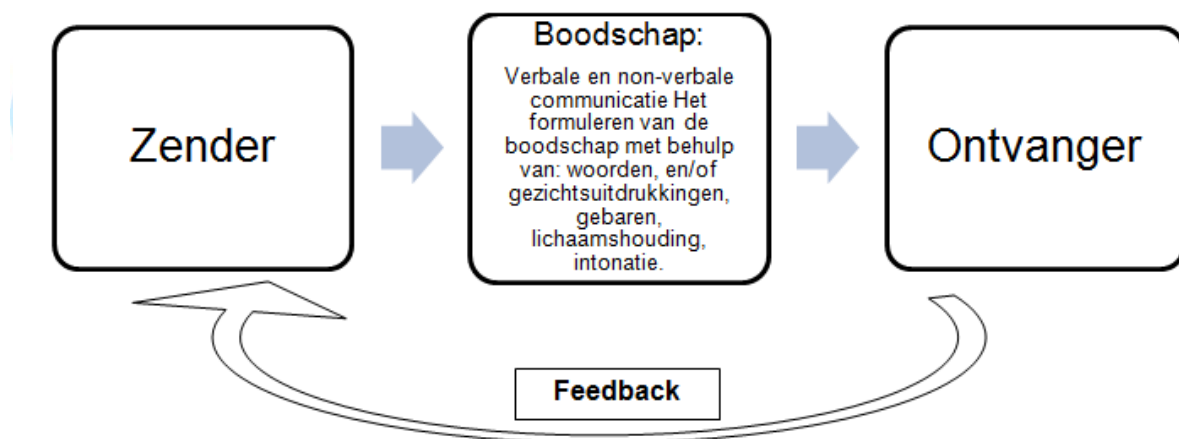 Zender
Boodschap:
Verbale en non-verbale
communicatie Het
formuleren van de
boodschap met behulp
van: woorden, en/of
gezichtsuitdrukkingen,
gebaren,
lichaamshouding,
intonatie.
Ontvanger
Feedback